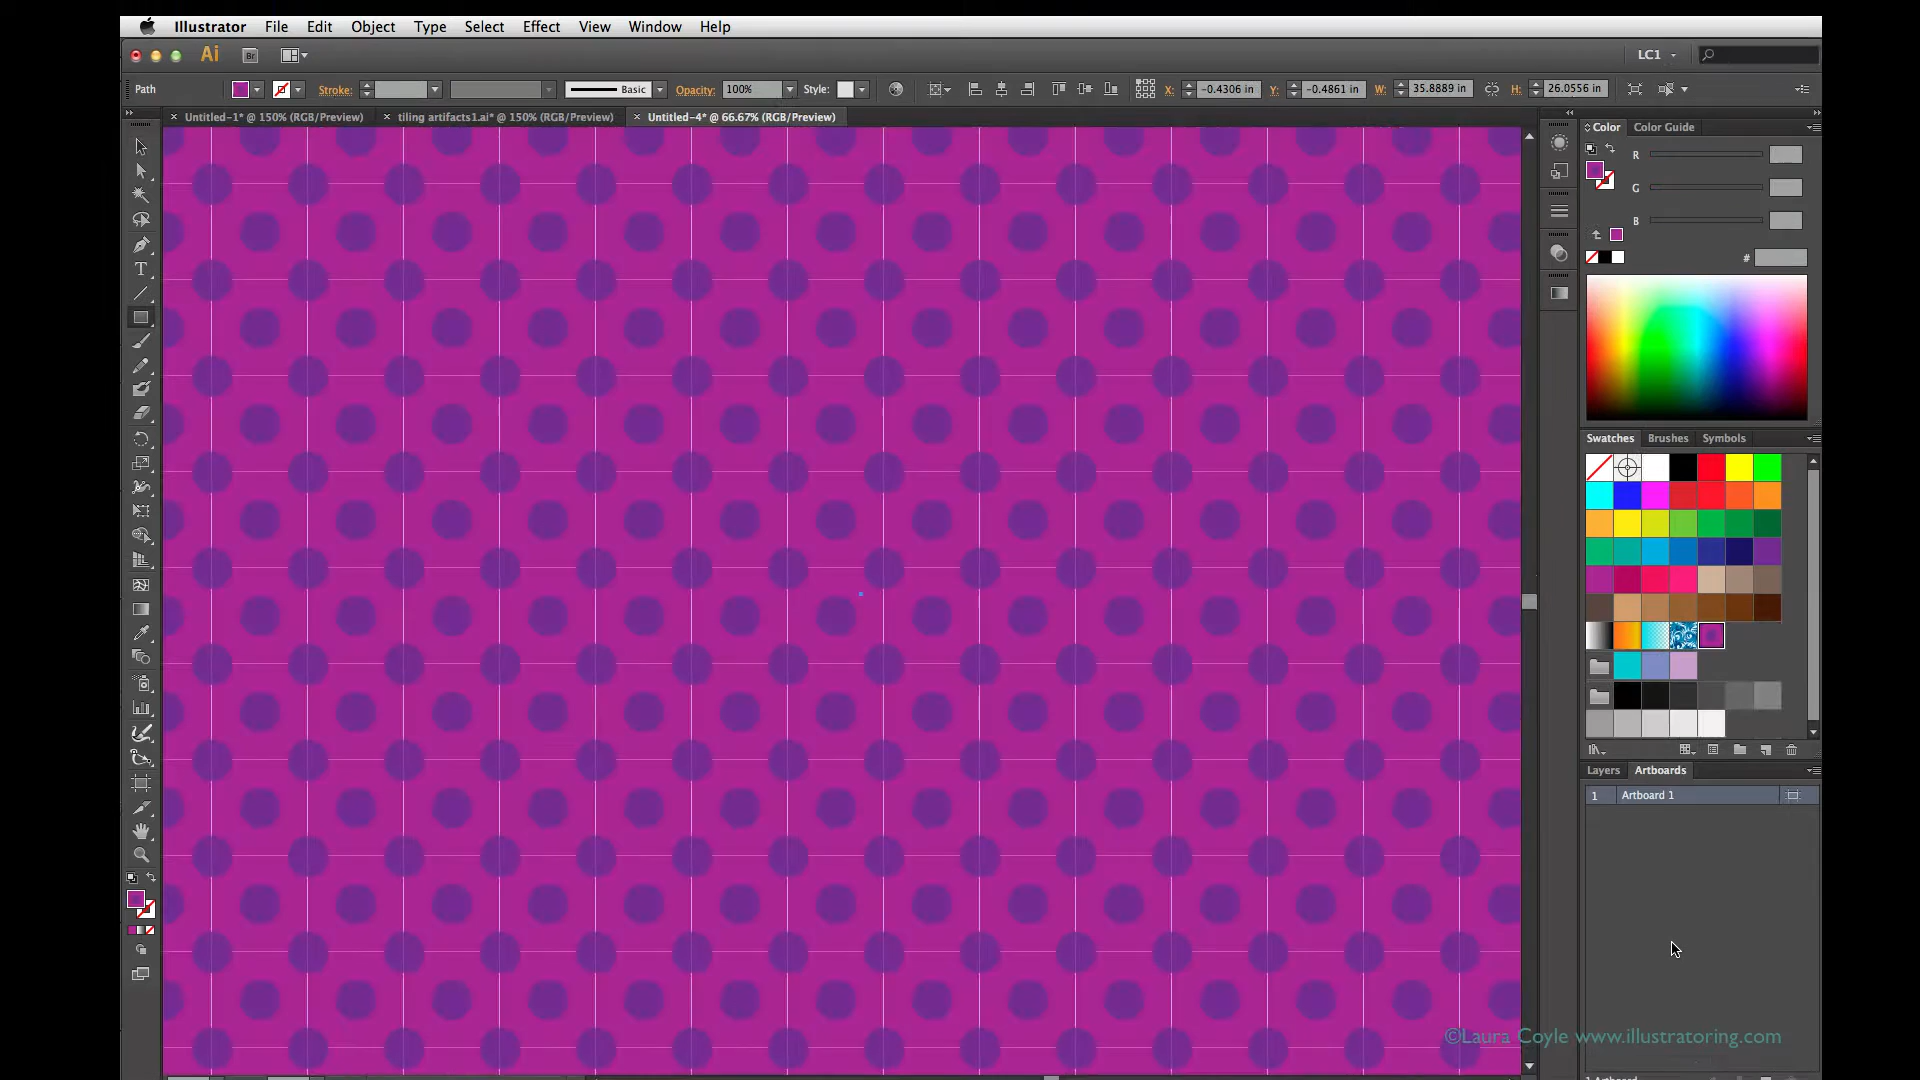 Illustrator File Edit Object Type Select Effect View Window Help
Ai Br LC1
Path Stroke: Basic Opacity: 100% Style: X: -0.4306 in Y: -0.4861 in W: 35.8889 in H: 26.0556 in
Untitled-1* @ 150% (RGB/Preview) tiling artifacts1.ai* @ 150% (RGB/Preview) Untitled-4* @ 66.67% (RGB/Preview)
Color Color Guide
R
G
B
#
Swatches Brushes Symbols
Layers Artboards
1 Artboard 1
©Laura Coyle www.illustratoring.com